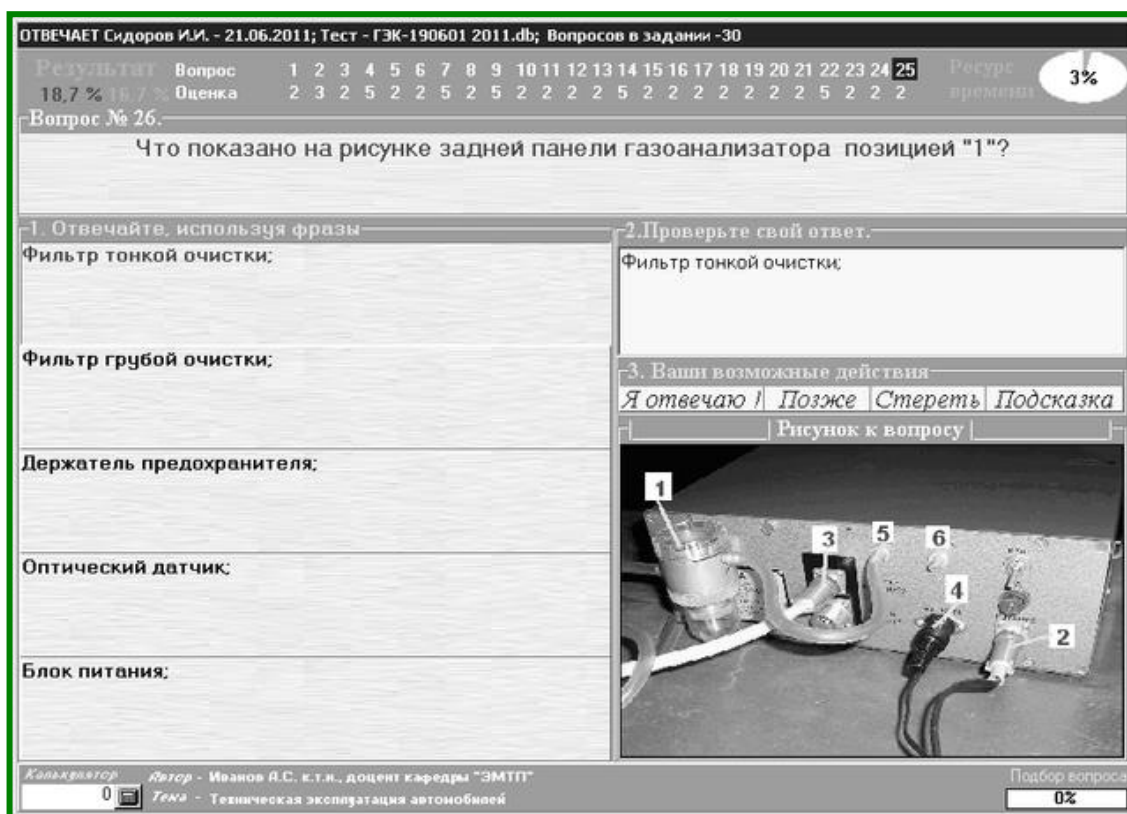 ОТВЕЧАЕТ Сидоров И.И. - 21.06.2011; Тест - ГЭК-190601 2011.db; Вопросов в задании -30
Результат
18,7 % 18,7 %
Вопрос 1 2 3 4 5 6 7 8 9 10 11 12 13 14 15 16 17 18 19 20 21 22 23 24 25
Оценка 2 3 2 5 2 2 5 2 5 2 2 2 2 5 2 2 2 2 2 2 2 5 2 2 2
Ресурс
времени
3%
Вопрос № 26.
Что показано на рисунке задней панели газоанализатора позицией "1"?
1. Отвечайте, используя фразы
Фильтр тонкой очистки;
Фильтр грубой очистки;
Держатель предохранителя;
Оптический датчик;
Блок питания;
2.Проверьте свой ответ.
Фильтр тонкой очистки;
3. Ваши возможные действия
Я отвечаю ! Позже Стереть Подсказка
Рисунок к вопросу
1
3
5
6
4
2
Калькулятор
0
Автор - Иванов А.С. к.т.н., доцент кафедры "ЭМТП"
Тема - Техническая эксплуатация автомобилей
Подбор вопроса
0%